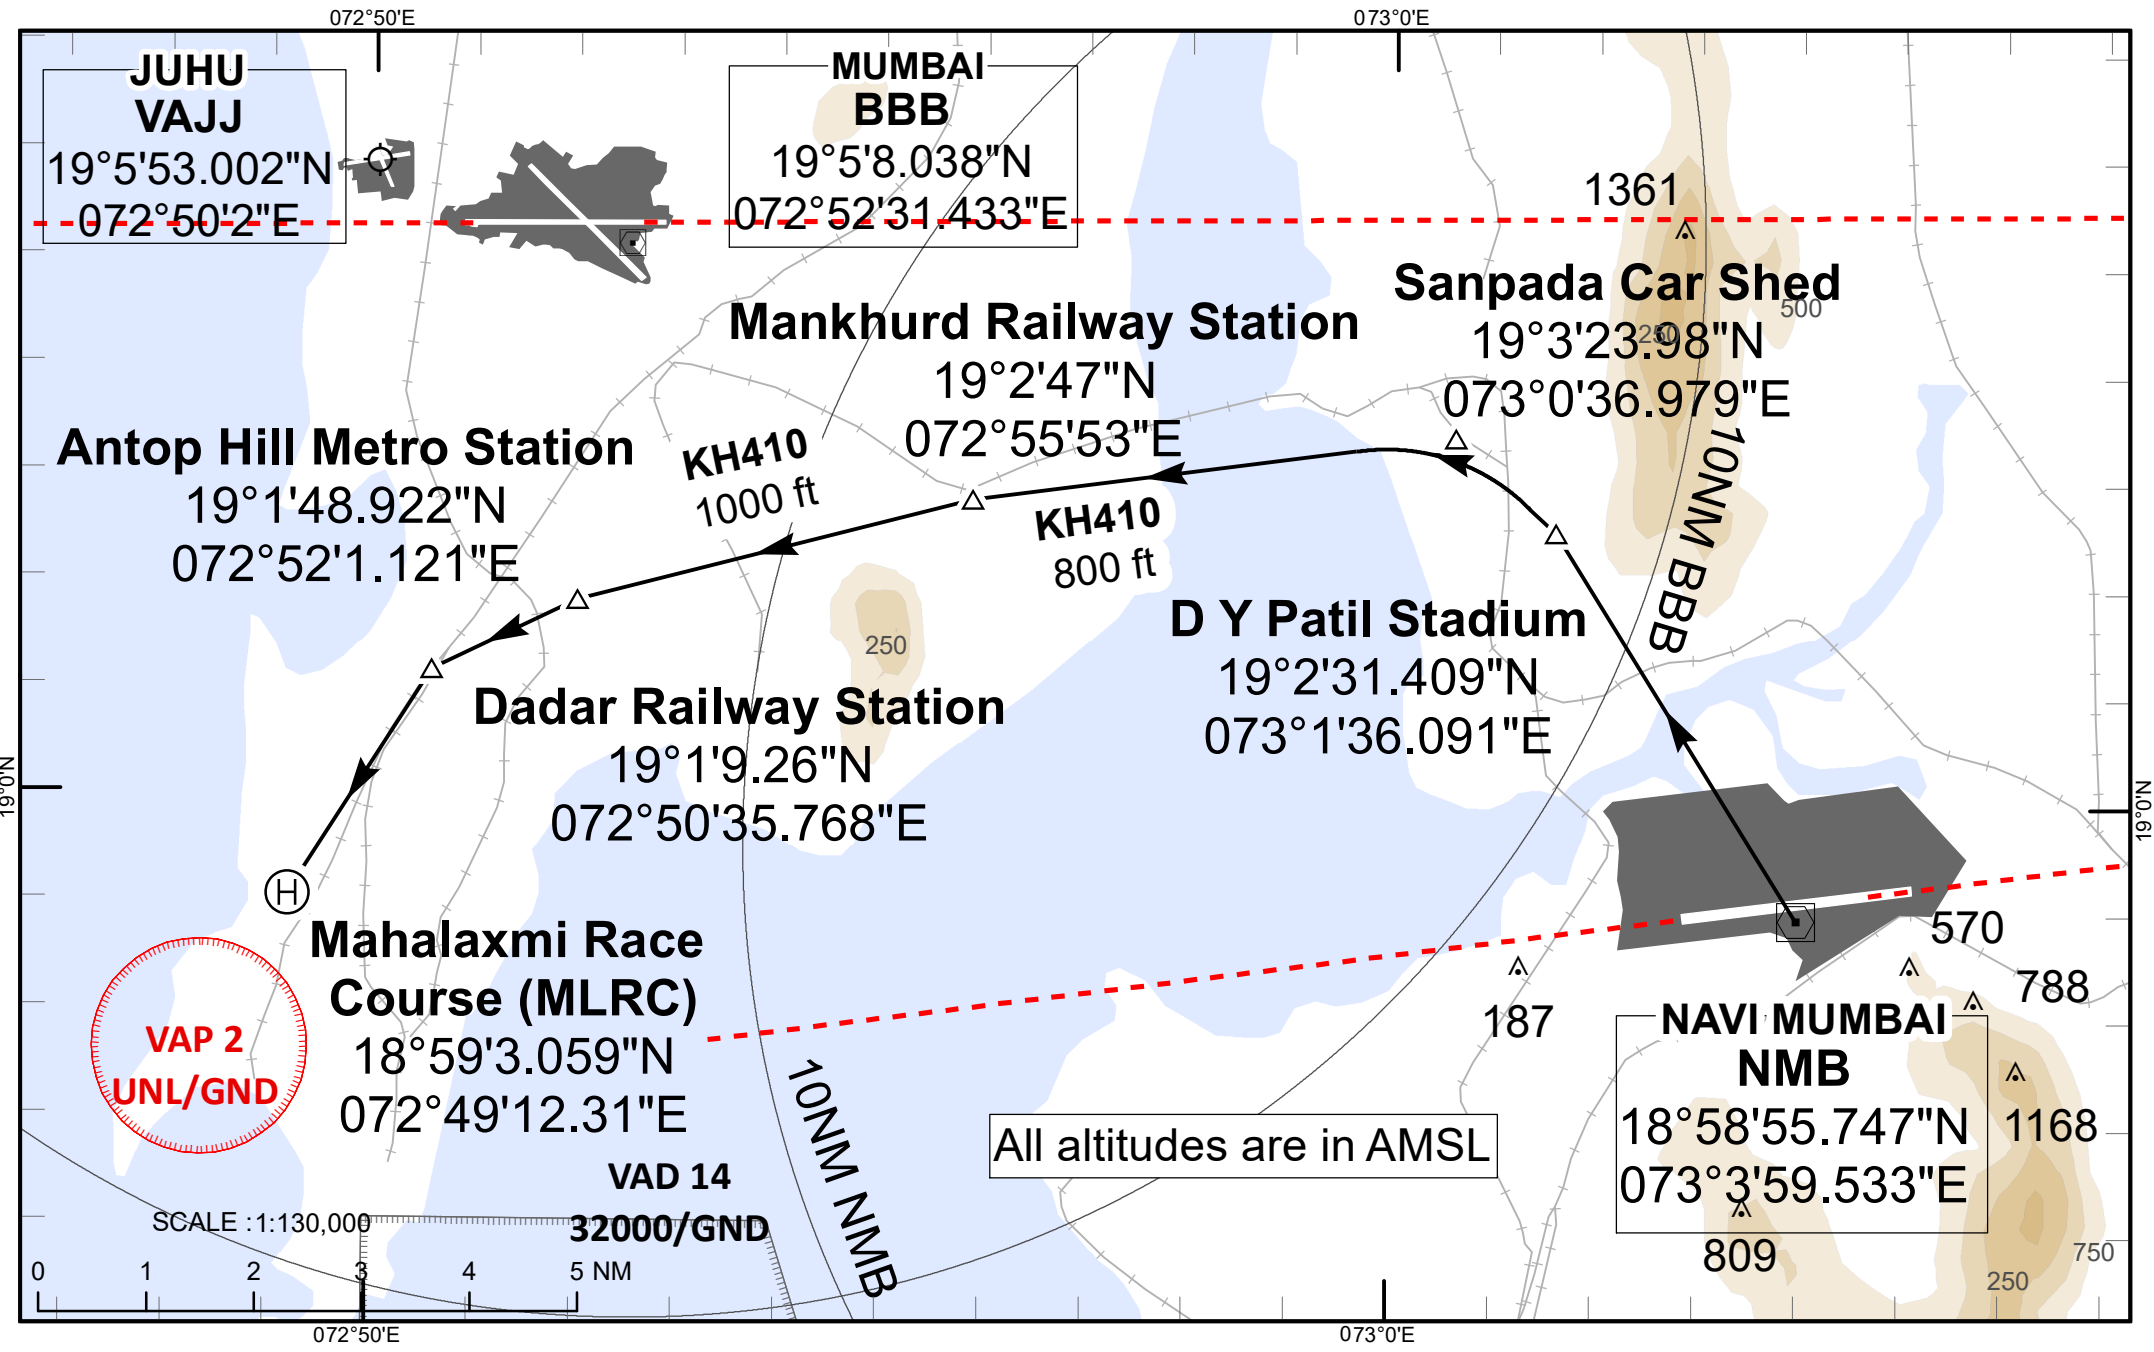 072°50'E
073°0'E
JUHU
VAJJ
19°5'53.002"N
072°50'2"E
MUMBAI
BBB
19°5'8.038"N
072°52'31.433"E
1361
Sanpada Car Shed
19°3'23.98"N
073°0'36.979"E
500
250
Mankhurd Railway Station
19°2'47"N
072°55'53"E
Antop Hill Metro Station
19°1'48.922"N
072°52'1.121"E
KH410
1000 ft
KH410
800 ft
10NM BBB
D Y Patil Stadium
19°2'31.409"N
073°1'36.091"E
250
Dadar Railway Station
19°1'9.26"N
072°50'35.768"E
19°0'N
19°0'N
H
Mahalaxmi Race
Course (MLRC)
18°59'3.059"N
072°49'12.31"E
VAP 2
UNL/GND
570
788
187
NAVI MUMBAI
NMB
18°58'55.747"N
073°3'59.533"E
1168
809
750
250
All altitudes are in AMSL
10NM NMB
VAD 14
32000/GND
SCALE :1:130,000
0 1 2 3 4 5 NM
072°50'E
073°0'E